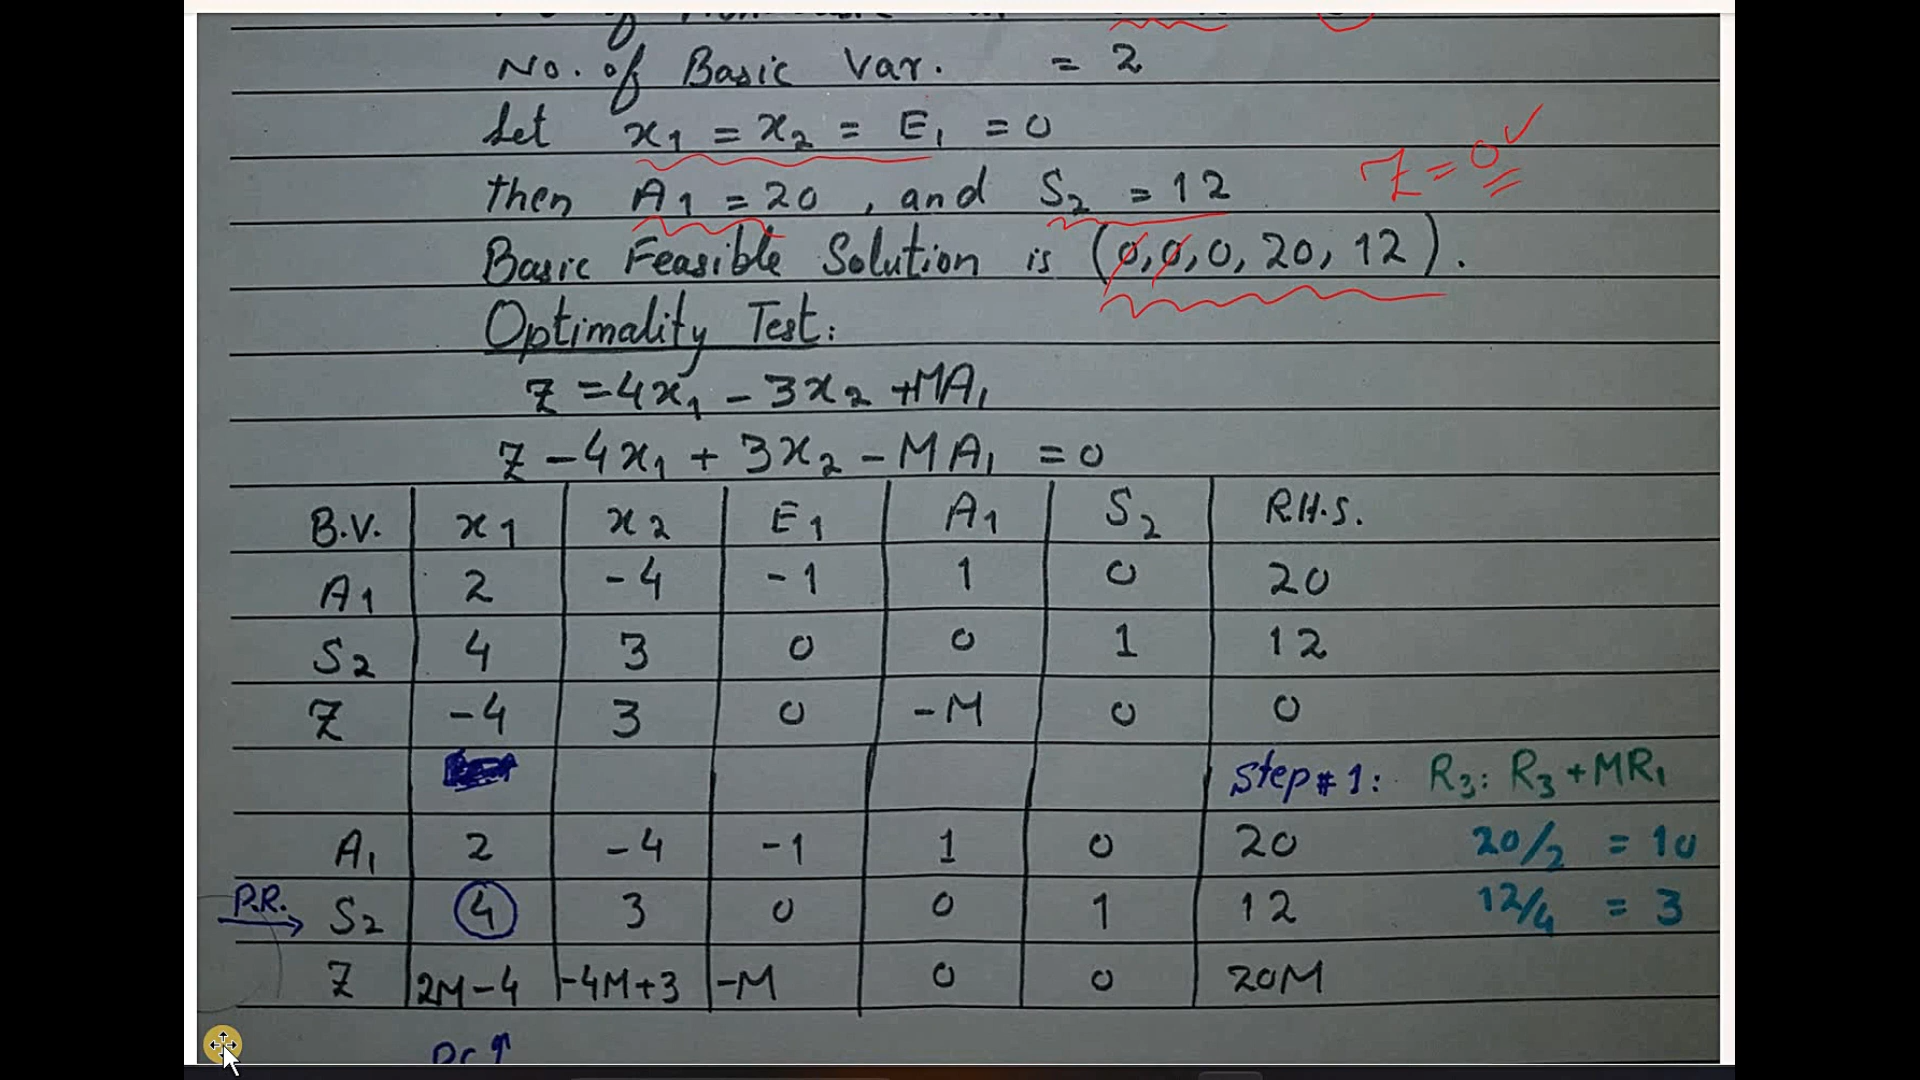 No. of Basic Var. = 2
Let x₁ = x₂ = E₁ = 0
then A₁ = 20, and S₂ = 12 Z = 0 ✓
Basic Feasible Solution is (0, 0, 0, 20, 12).
Optimality Test:
Z = 4x₁ - 3x₂ + MA₁
Z - 4x₁ + 3x₂ - MA₁ = 0
B.V. x₁ x₂ E₁ A₁ S₂ R.H.S.
A₁ 2 -4 -1 1 0 20
S₂ 4 3 0 0 1 12
Z -4 3 0 -M 0 0
Step # 1: R₃: R₃ + MR₁
A₁ 2 -4 -1 1 0 20 20/2 = 10
P.R. → S₂ 4 3 0 0 1 12 12/4 = 3
Z 2M-4 -4M+3 -M 0 0 20M